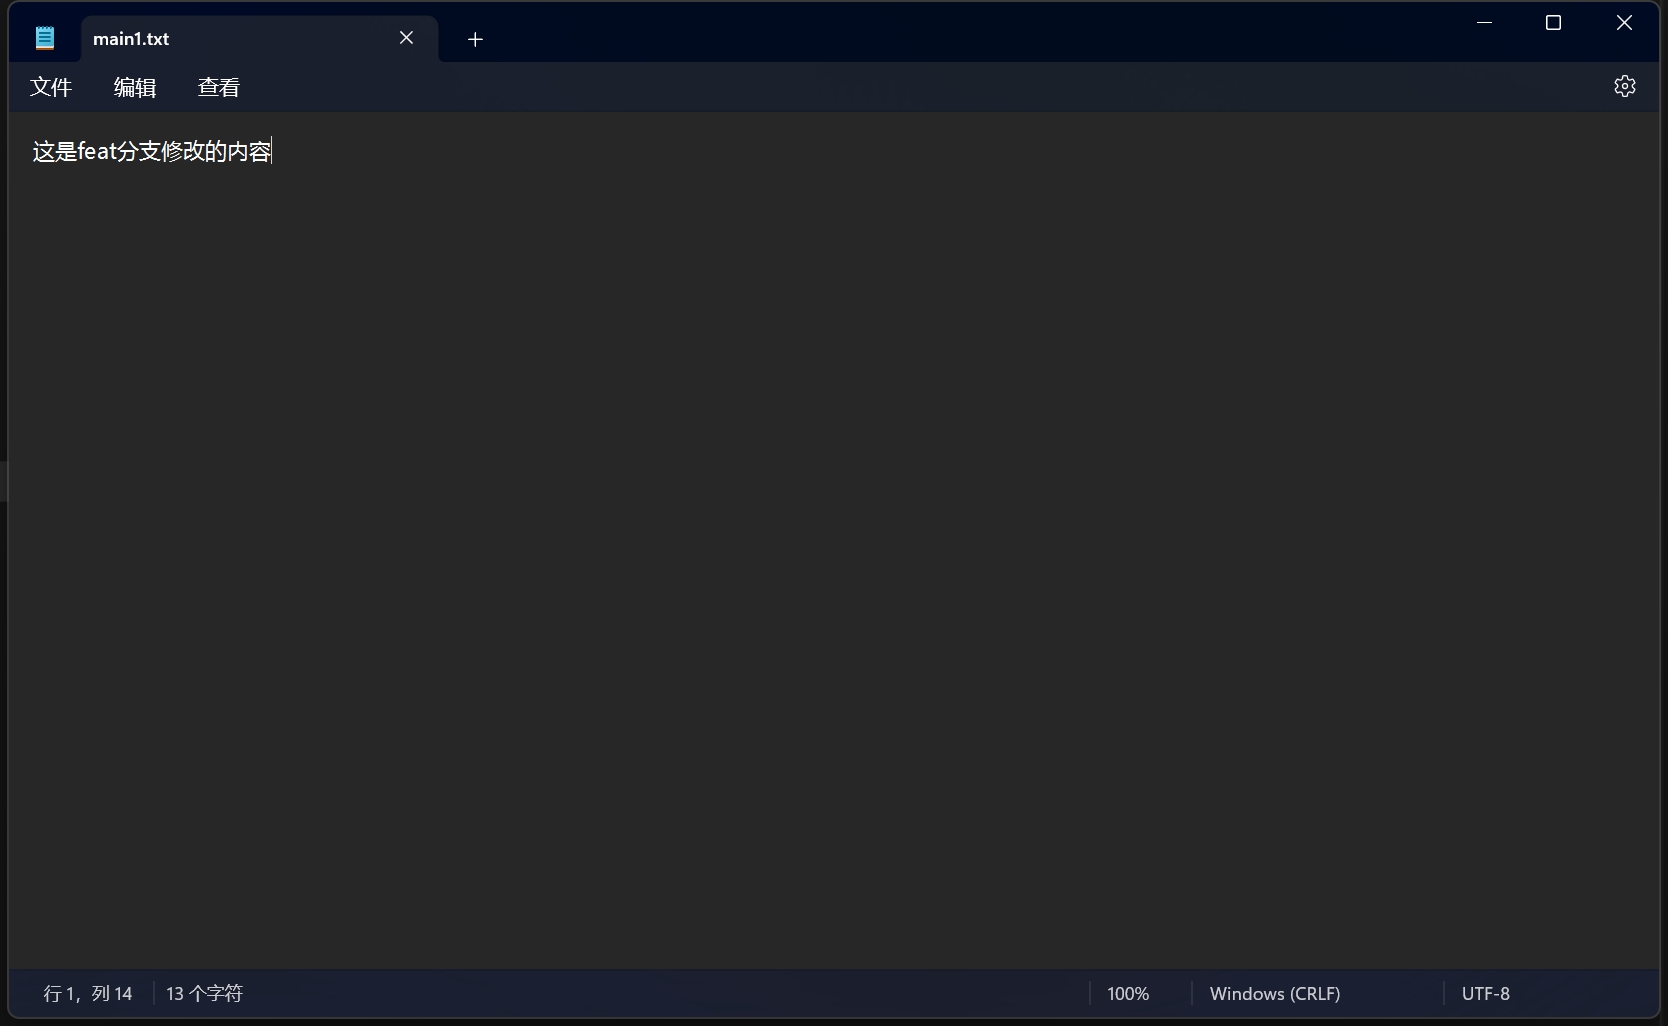 main1.txt
文件 编辑 查看
这是feat分支修改的内容
行 1，列 14 13 个字符 100% Windows (CRLF) UTF-8